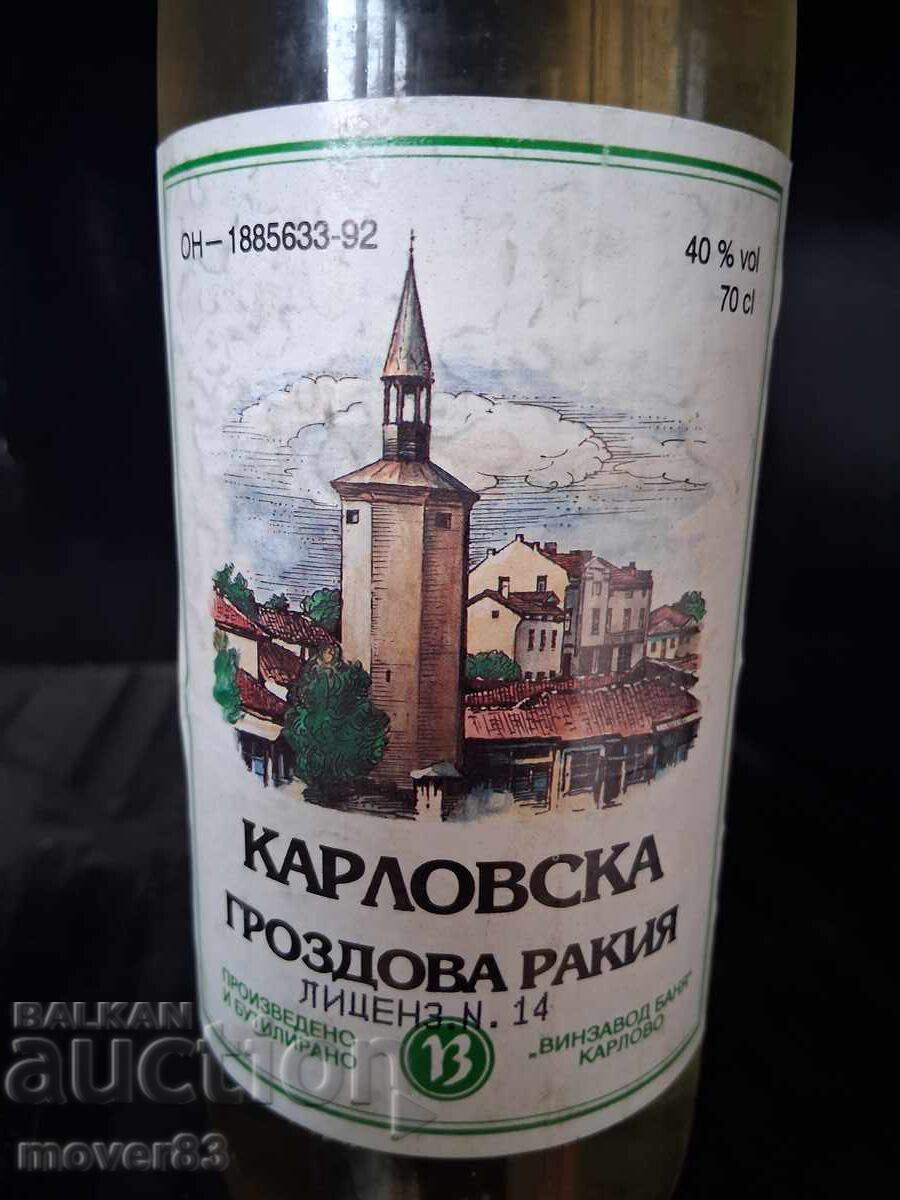 ОН–1885633-92
40 % vol
70 cl
КАРЛОВСКА
ГРОЗДОВА РАКИЯ
ЛИЦЕНЗ.N. 14
ПРОИЗВЕДЕНО
И БУТИЛИРАНО
В
„ВИНЗАВОД БАНЯ"
КАРЛОВО
BALKAN
auction
mover83